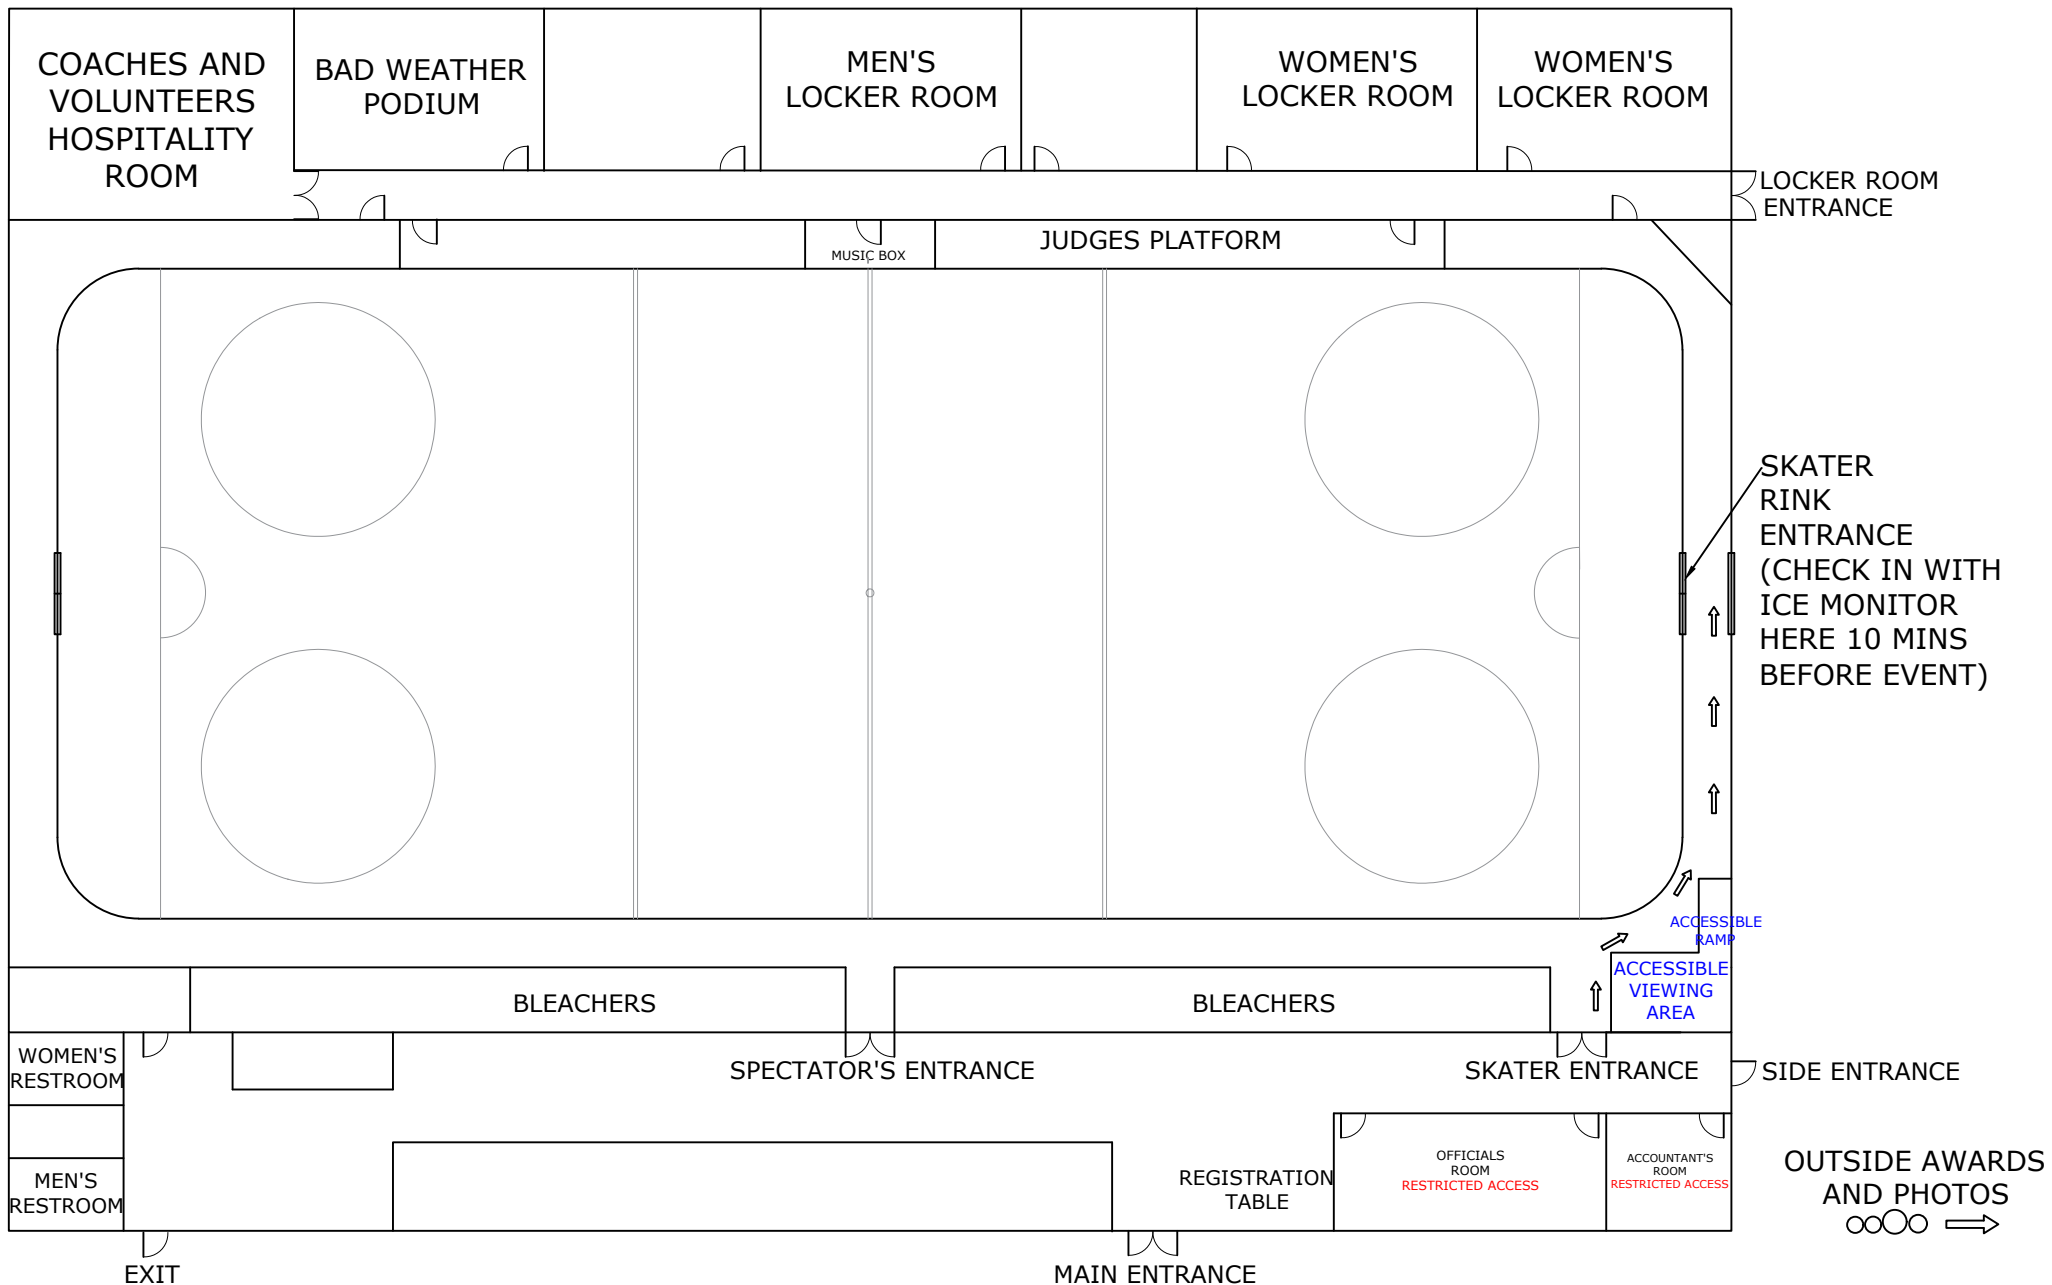 COACHES AND
VOLUNTEERS
HOSPITALITY
ROOM
BAD WEATHER
PODIUM
MEN'S
LOCKER ROOM
WOMEN'S
LOCKER ROOM
WOMEN'S
LOCKER ROOM
LOCKER ROOM
ENTRANCE
MUSIC BOX
JUDGES PLATFORM
SKATER
RINK
ENTRANCE
(CHECK IN WITH
ICE MONITOR
HERE 10 MINS
BEFORE EVENT)
ACCESSIBLE
RAMP
ACCESSIBLE
VIEWING
AREA
BLEACHERS
BLEACHERS
WOMEN'S
RESTROOM
SPECTATOR'S ENTRANCE
SKATER ENTRANCE
SIDE ENTRANCE
MEN'S
RESTROOM
REGISTRATION
TABLE
OFFICIALS
ROOM
RESTRICTED ACCESS
ACCOUNTANT'S
ROOM
RESTRICTED ACCESS
OUTSIDE AWARDS
AND PHOTOS
EXIT
MAIN ENTRANCE